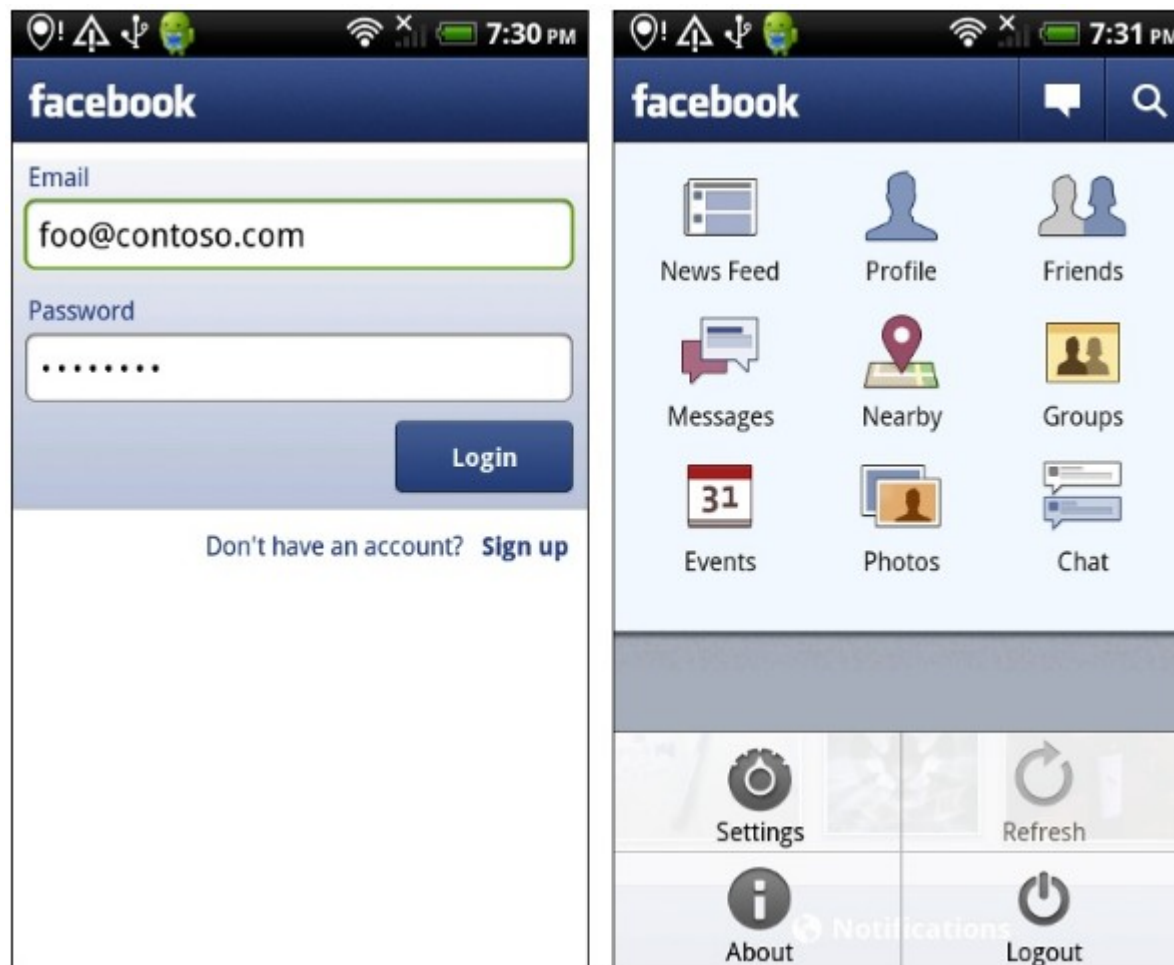 7:30 PM
facebook
Email
foo@contoso.com
Password
........
Login
Don't have an account? Sign up
7:31 PM
facebook
News Feed Profile Friends
Messages Nearby Groups
31
Events Photos Chat
Settings Refresh
Notifications
About Logout